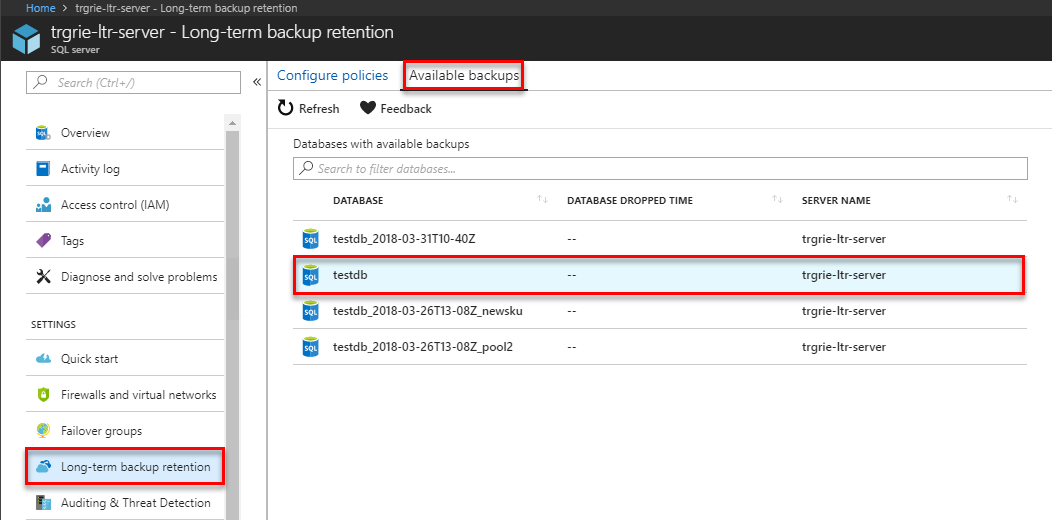 Home > trgrie-ltr-server - Long-term backup retention
trgrie-ltr-server - Long-term backup retention
SQL server
Search (Ctrl+/)
«
Overview
Activity log
Access control (IAM)
Tags
Diagnose and solve problems
SETTINGS
Quick start
Firewalls and virtual networks
Failover groups
Long-term backup retention
Auditing & Threat Detection
Configure policies Available backups
Refresh Feedback
Databases with available backups
Search to filter databases...
DATABASE DATABASE DROPPED TIME SERVER NAME
SQL testdb_2018-03-31T10-40Z -- trgrie-ltr-server
SQL testdb -- trgrie-ltr-server
SQL testdb_2018-03-26T13-08Z_newsku -- trgrie-ltr-server
SQL testdb_2018-03-26T13-08Z_pool2 -- trgrie-ltr-server